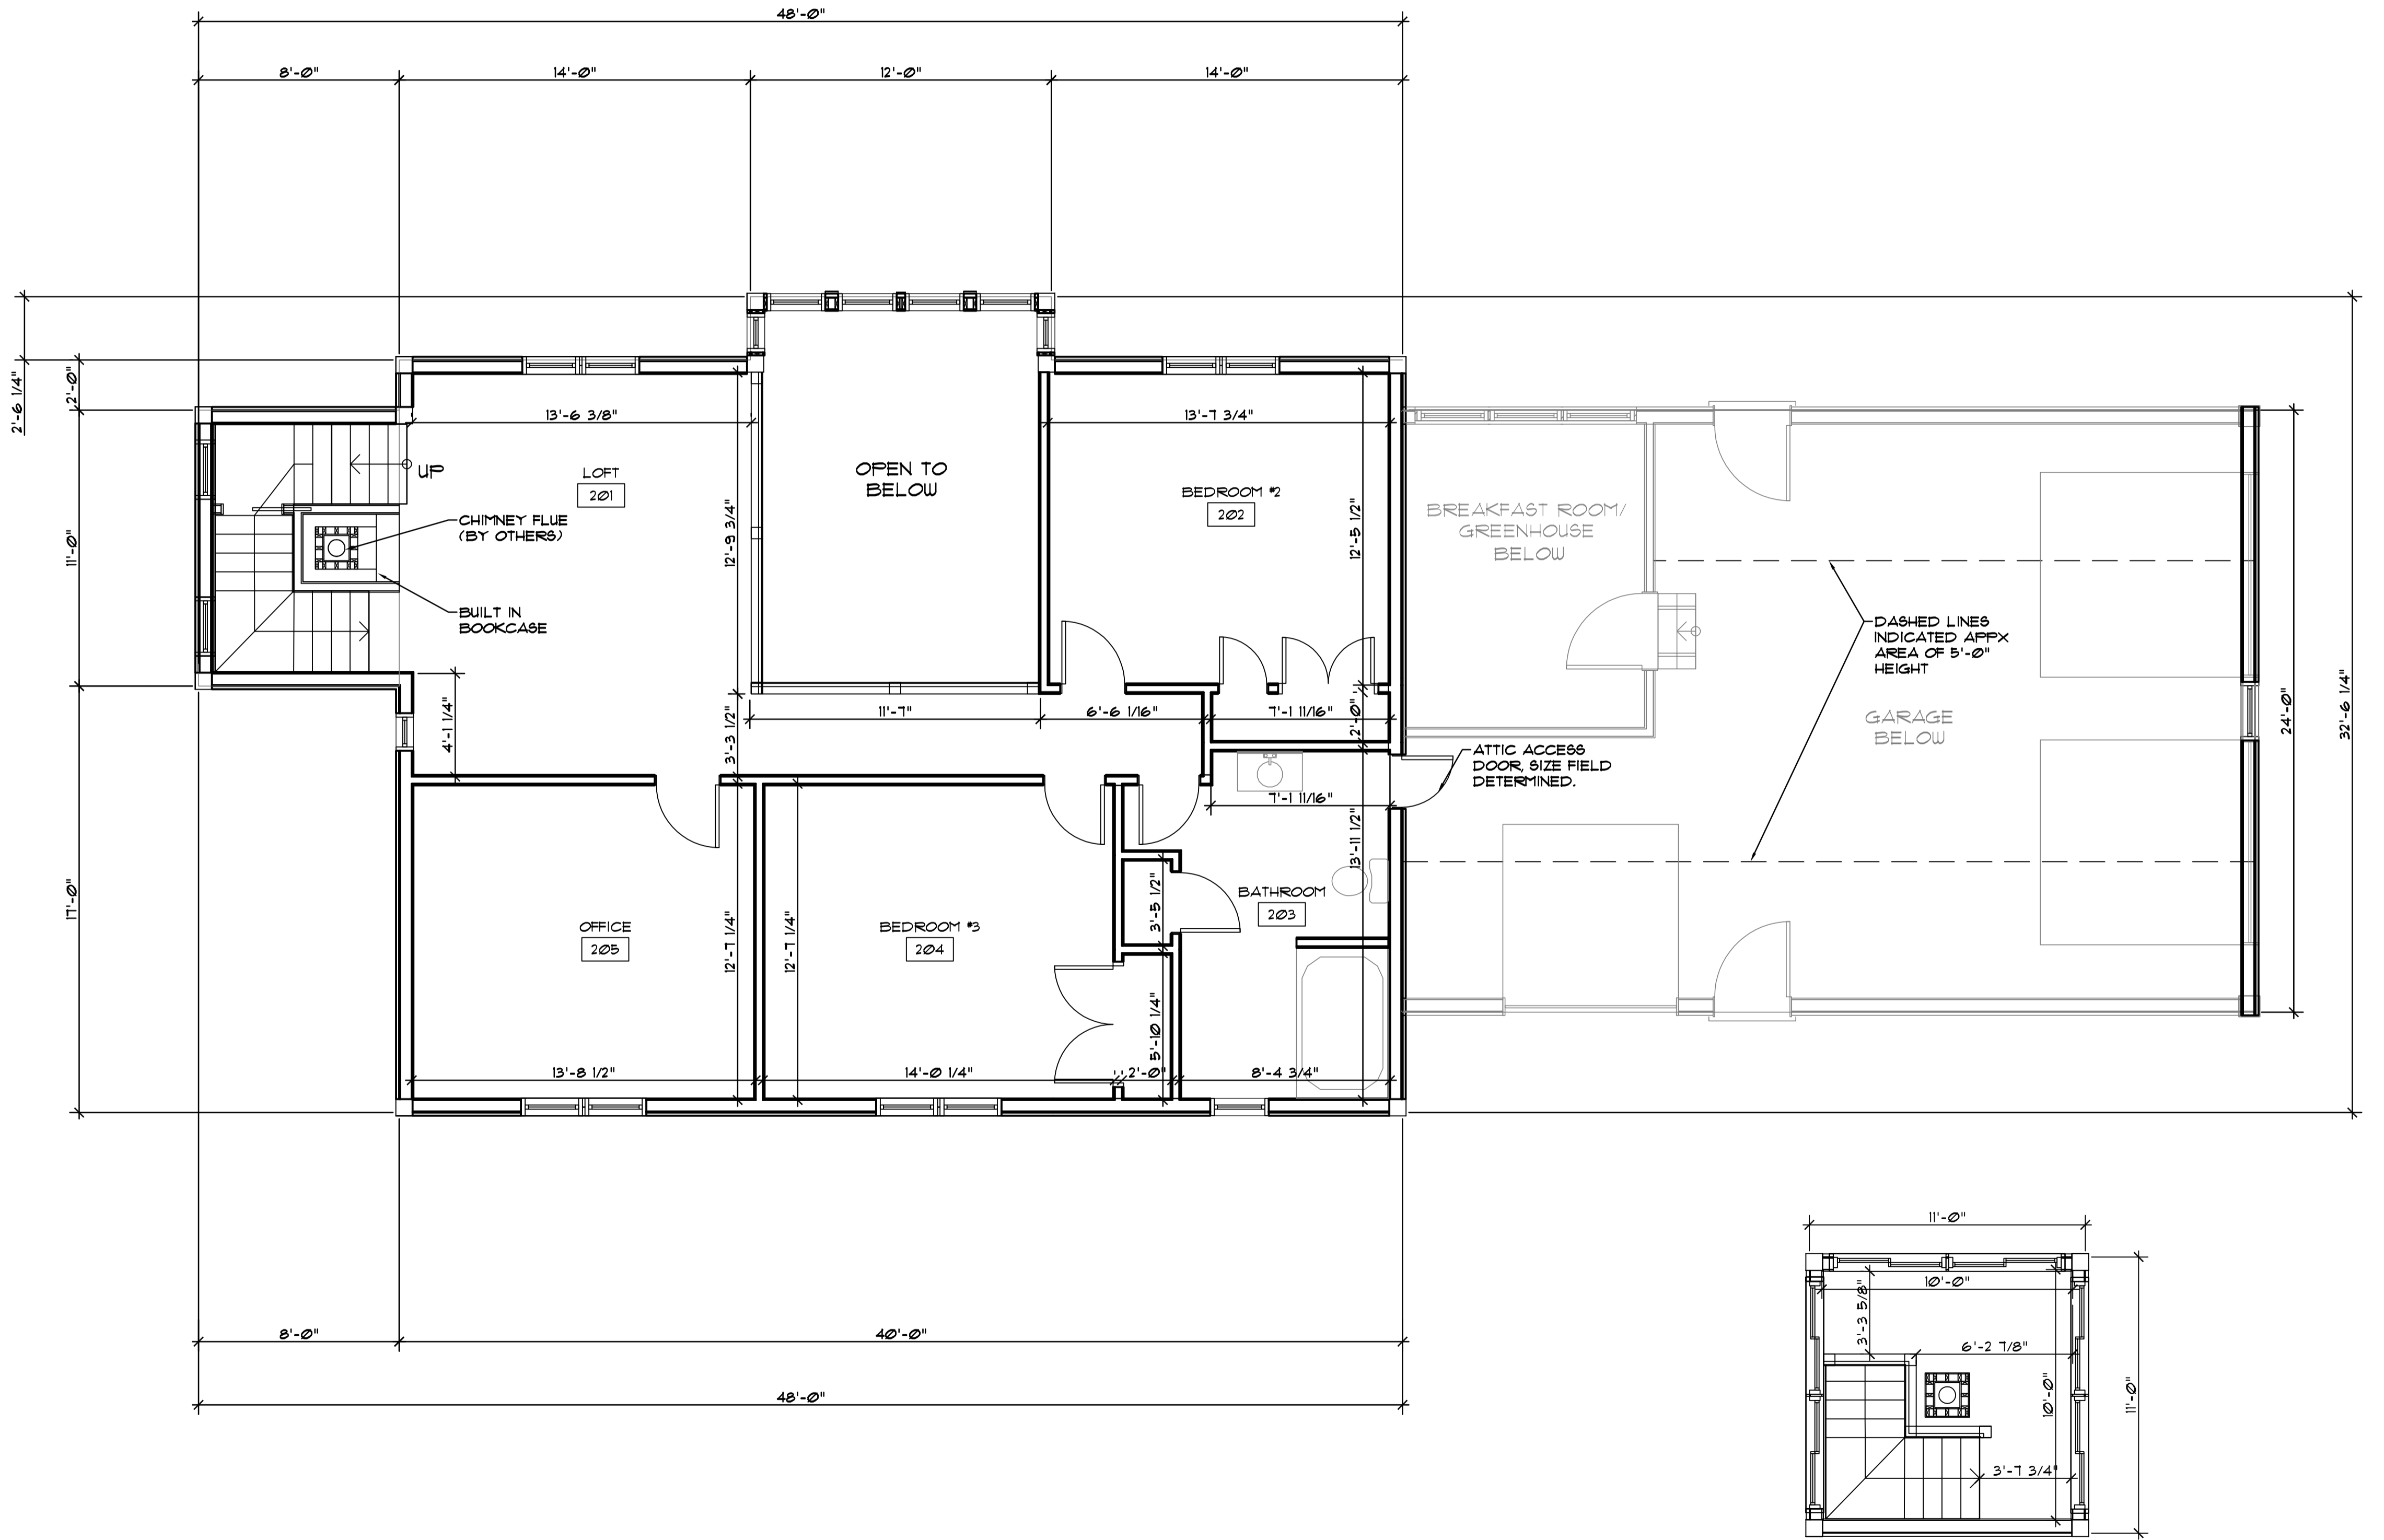 48'-0"
8'-0"
14'-0"
12'-0"
14'-0"
2'-6 1/4"
2'-0"
11'-0"
17'-0"
13'-6 3/8"
13'-7 3/4"
LOFT
201
UP
CHIMNEY FLUE
(BY OTHERS)
BUILT IN
BOOKCASE
OPEN TO
BELOW
12'-9 3/4"
BEDROOM #2
202
12'-5 1/2"
BREAKFAST ROOM/
GREENHOUSE
BELOW
DASHED LINES
INDICATED APPX
AREA OF 5'-0"
HEIGHT
GARAGE
BELOW
24'-0"
32'-6 1/4"
4'-1 1/4"
3'-3 1/2"
11'-7"
6'-6 1/16"
7'-1 11/16"
2'-0"
ATTIC ACCESS
DOOR, SIZE FIELD
DETERMINED.
7'-1 11/16"
13'-11 1/2"
OFFICE
205
12'-7 1/4"
12'-7 1/4"
BEDROOM #3
204
3'-5 1/2"
BATHROOM
203
5'-10 1/4"
13'-8 1/2"
14'-0 1/4"
2'-0"
8'-4 3/4"
8'-0"
40'-0"
48'-0"
11'-0"
10'-0"
3'-3 5/8"
6'-2 7/8"
10'-0"
11'-0"
3'-7 3/4"